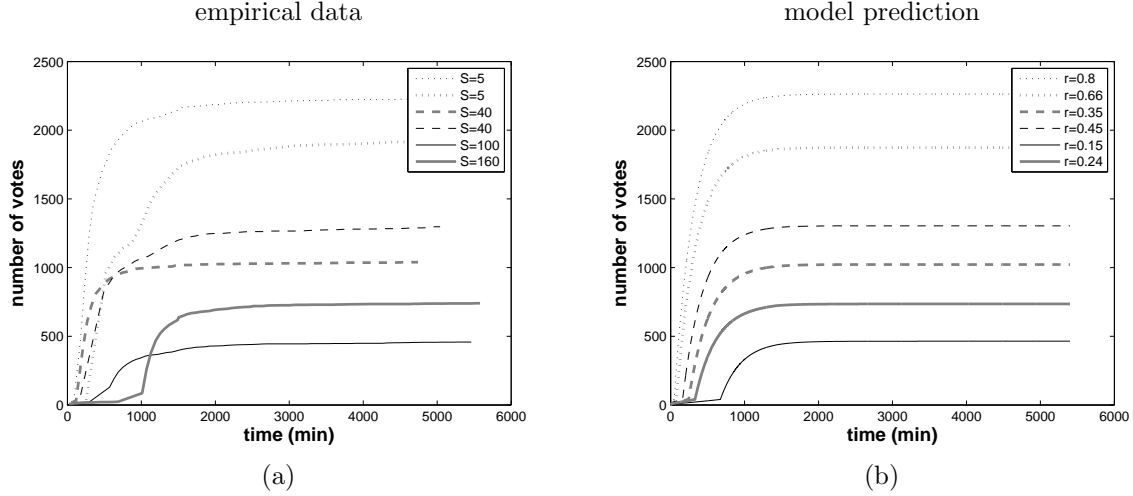 empirical data
2500
2000
1500
1000
500
0
0 1000 2000 3000 4000 5000 6000
number of votes
time (min)
S=5
S=5
S=40
S=40
S=100
S=160
(a)
model prediction
2500
2000
1500
1000
500
0
0 1000 2000 3000 4000 5000 6000
number of votes
time (min)
r=0.8
r=0.66
r=0.35
r=0.45
r=0.15
r=0.24
(b)